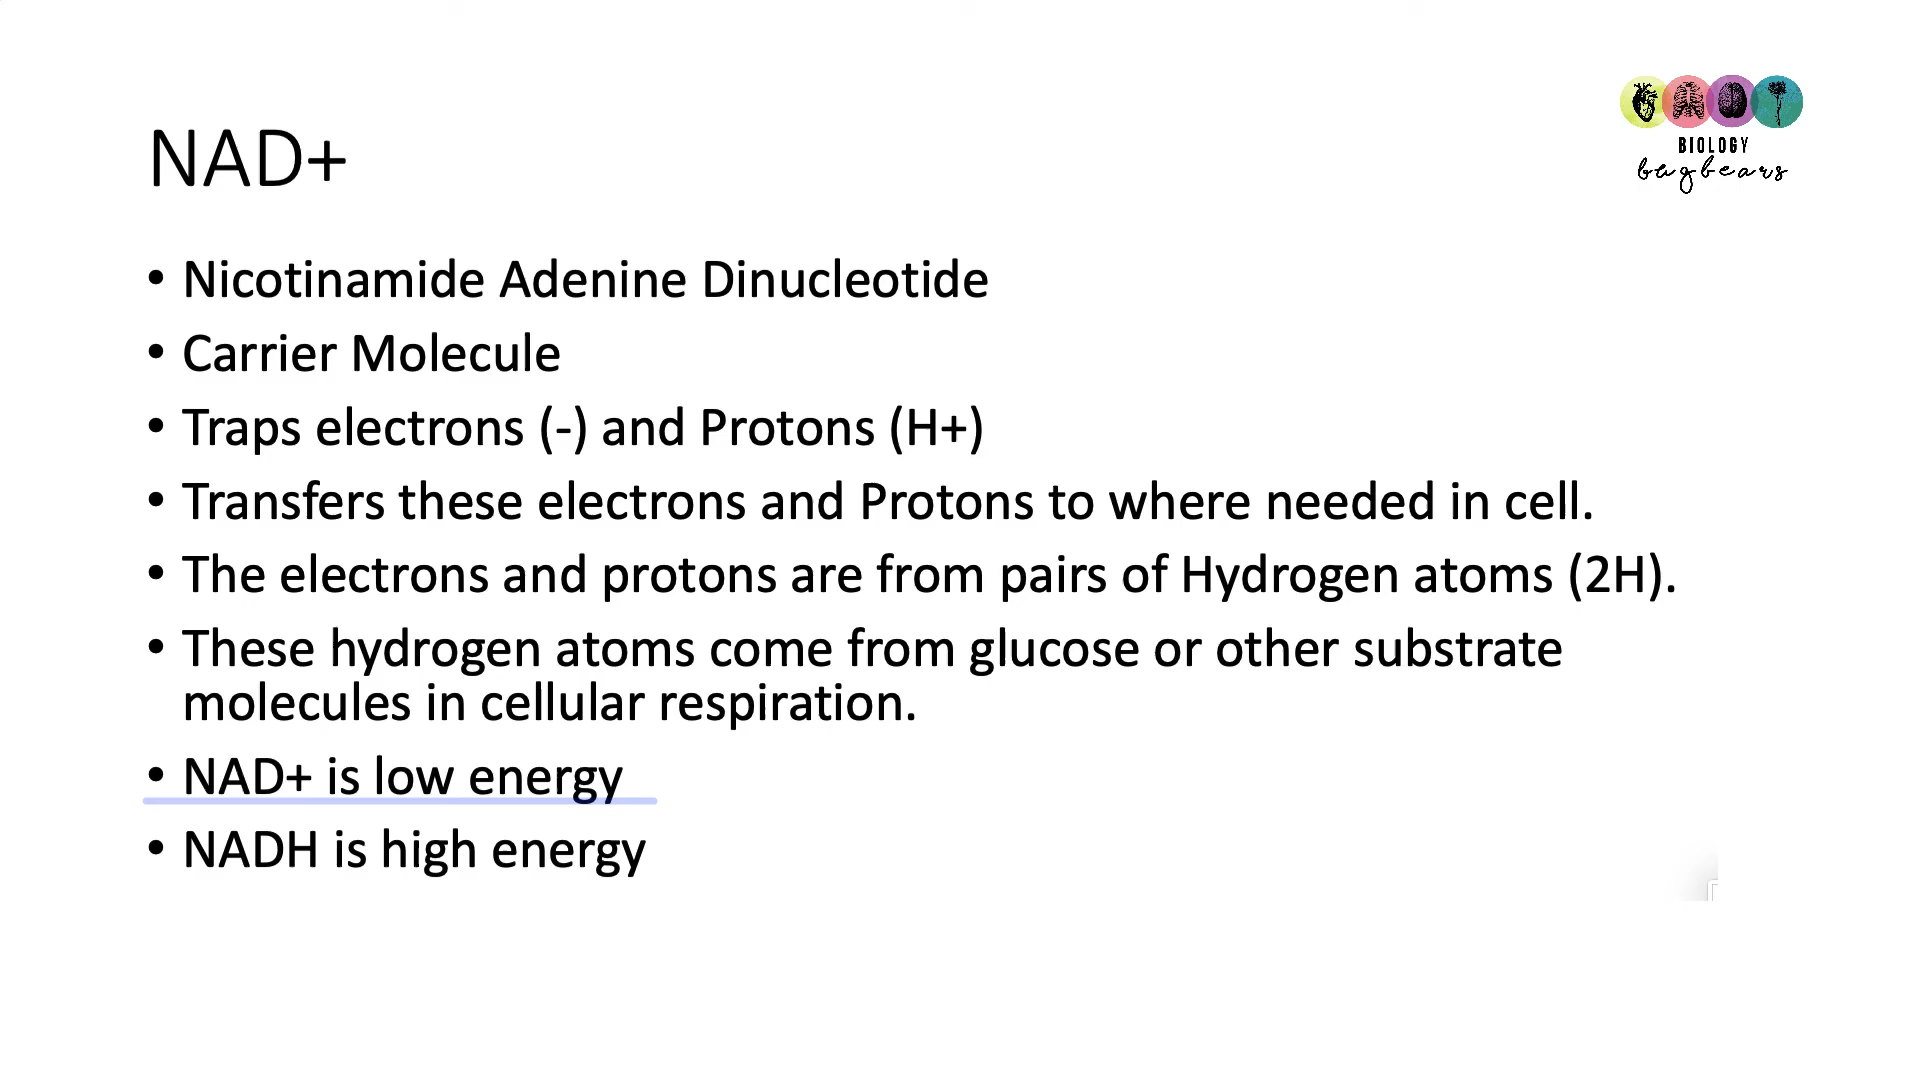 BIOLOGY
bugbears
NAD+
• Nicotinamide Adenine Dinucleotide
• Carrier Molecule
• Traps electrons (-) and Protons (H+)
• Transfers these electrons and Protons to where needed in cell.
• The electrons and protons are from pairs of Hydrogen atoms (2H).
• These hydrogen atoms come from glucose or other substrate
molecules in cellular respiration.
• NAD+ is low energy
• NADH is high energy